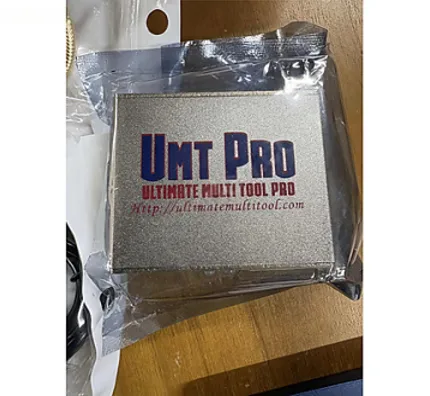 UMT PRO
ULTIMATE MULTI TOOL PRO
Http://ultimatemultitool.com